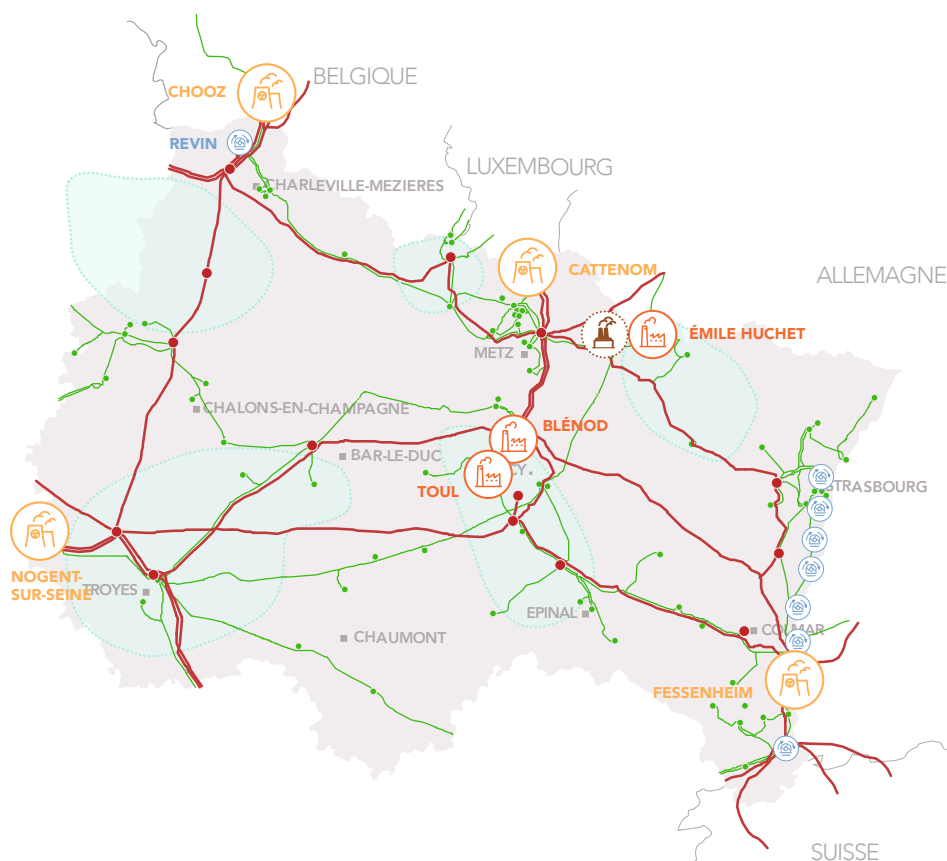 BELGIQUE
CHOOZ
REVIN
LUXEMBOURG
CHARLEVILLE-MEZIERES
CATTENOM
ALLEMAGNE
ÉMILE HUCHET
METZ
CHALONS-EN-CHAMPAGNE
BLÉNOD
BAR-LE-DUC
CY
TOUL
STRASBOURG
NOGENT-
SUR-SEINE
TROYES
EPINAL
COLMAR
CHAUMONT
FESSENHEIM
SUISSE